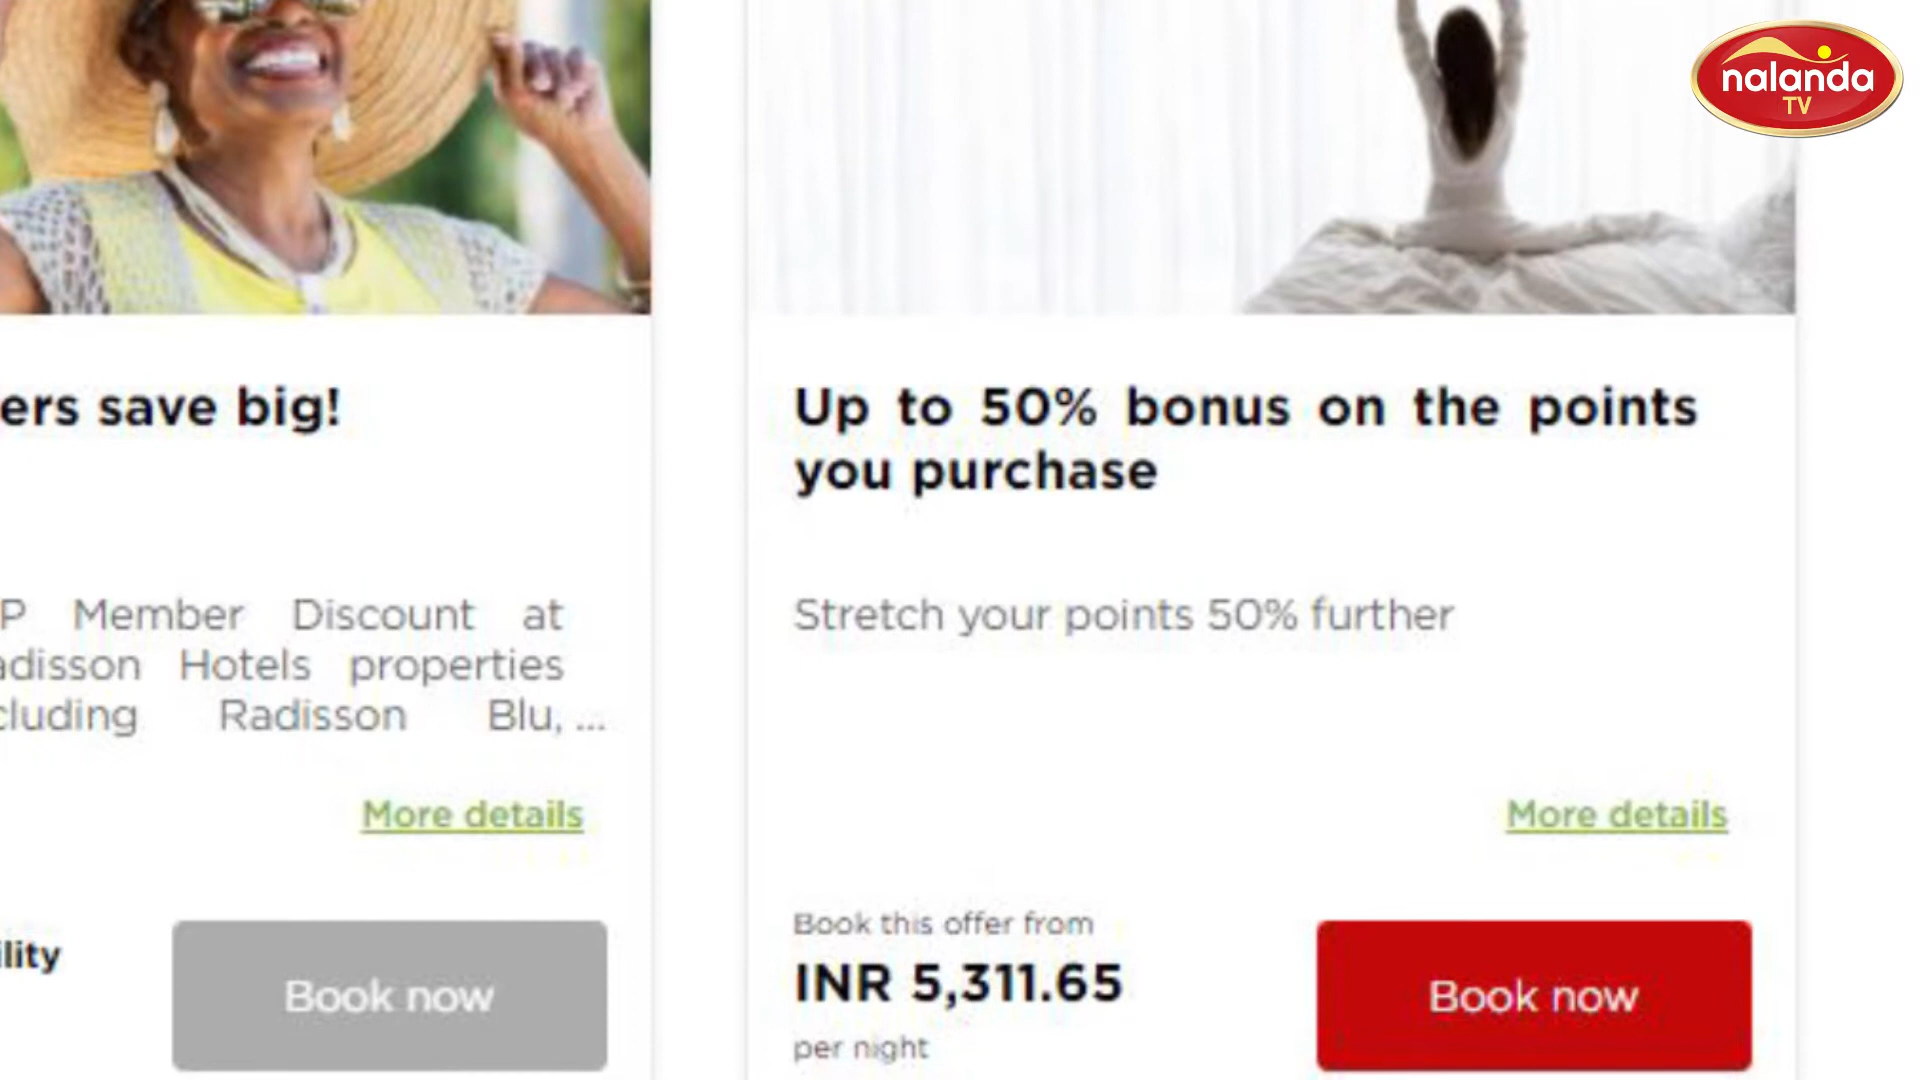 nalanda
TV
ers save big!
P Member Discount at
adisson Hotels properties
cluding Radisson Blu, ...
More details
ility
Book now
Up to 50% bonus on the points
you purchase
Stretch your points 50% further
More details
Book this offer from
INR 5,311.65
per night
Book now